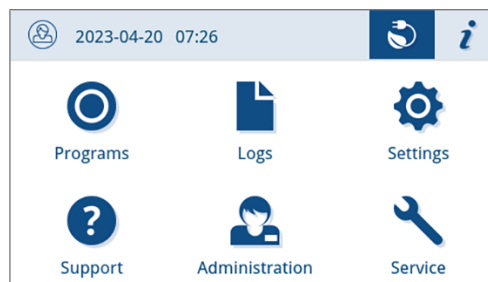 2023-04-20 07:26
i
Programs
Logs
Settings
?
Support
Administration
Service